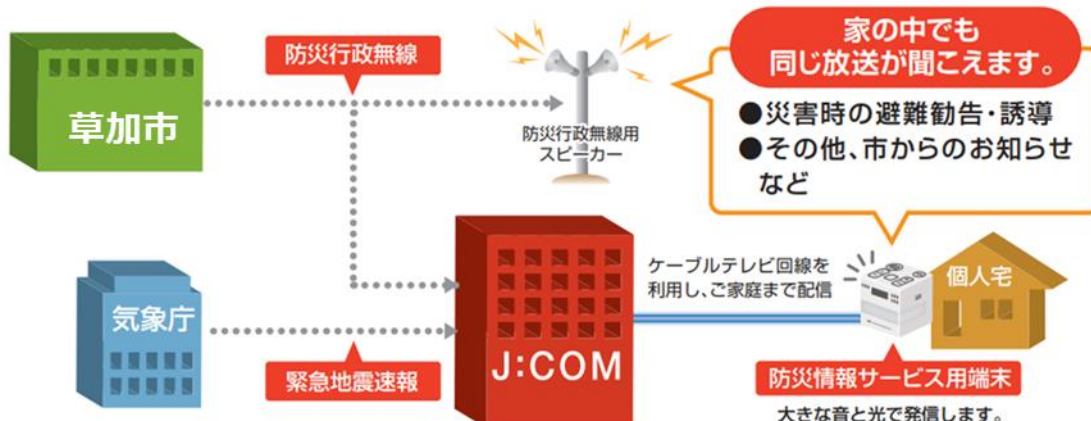 草加市
防災行政無線
防災行政無線用
スピーカー
家の中でも
同じ放送が聞こえます。
●災害時の避難勧告・誘導
●その他、市からのお知らせ
など
気象庁
緊急地震速報
J:COM
ケーブルテレビ回線を
利用し、ご家庭まで配信
個人宅
防災情報サービス用端末
大きな音と光で発信します。